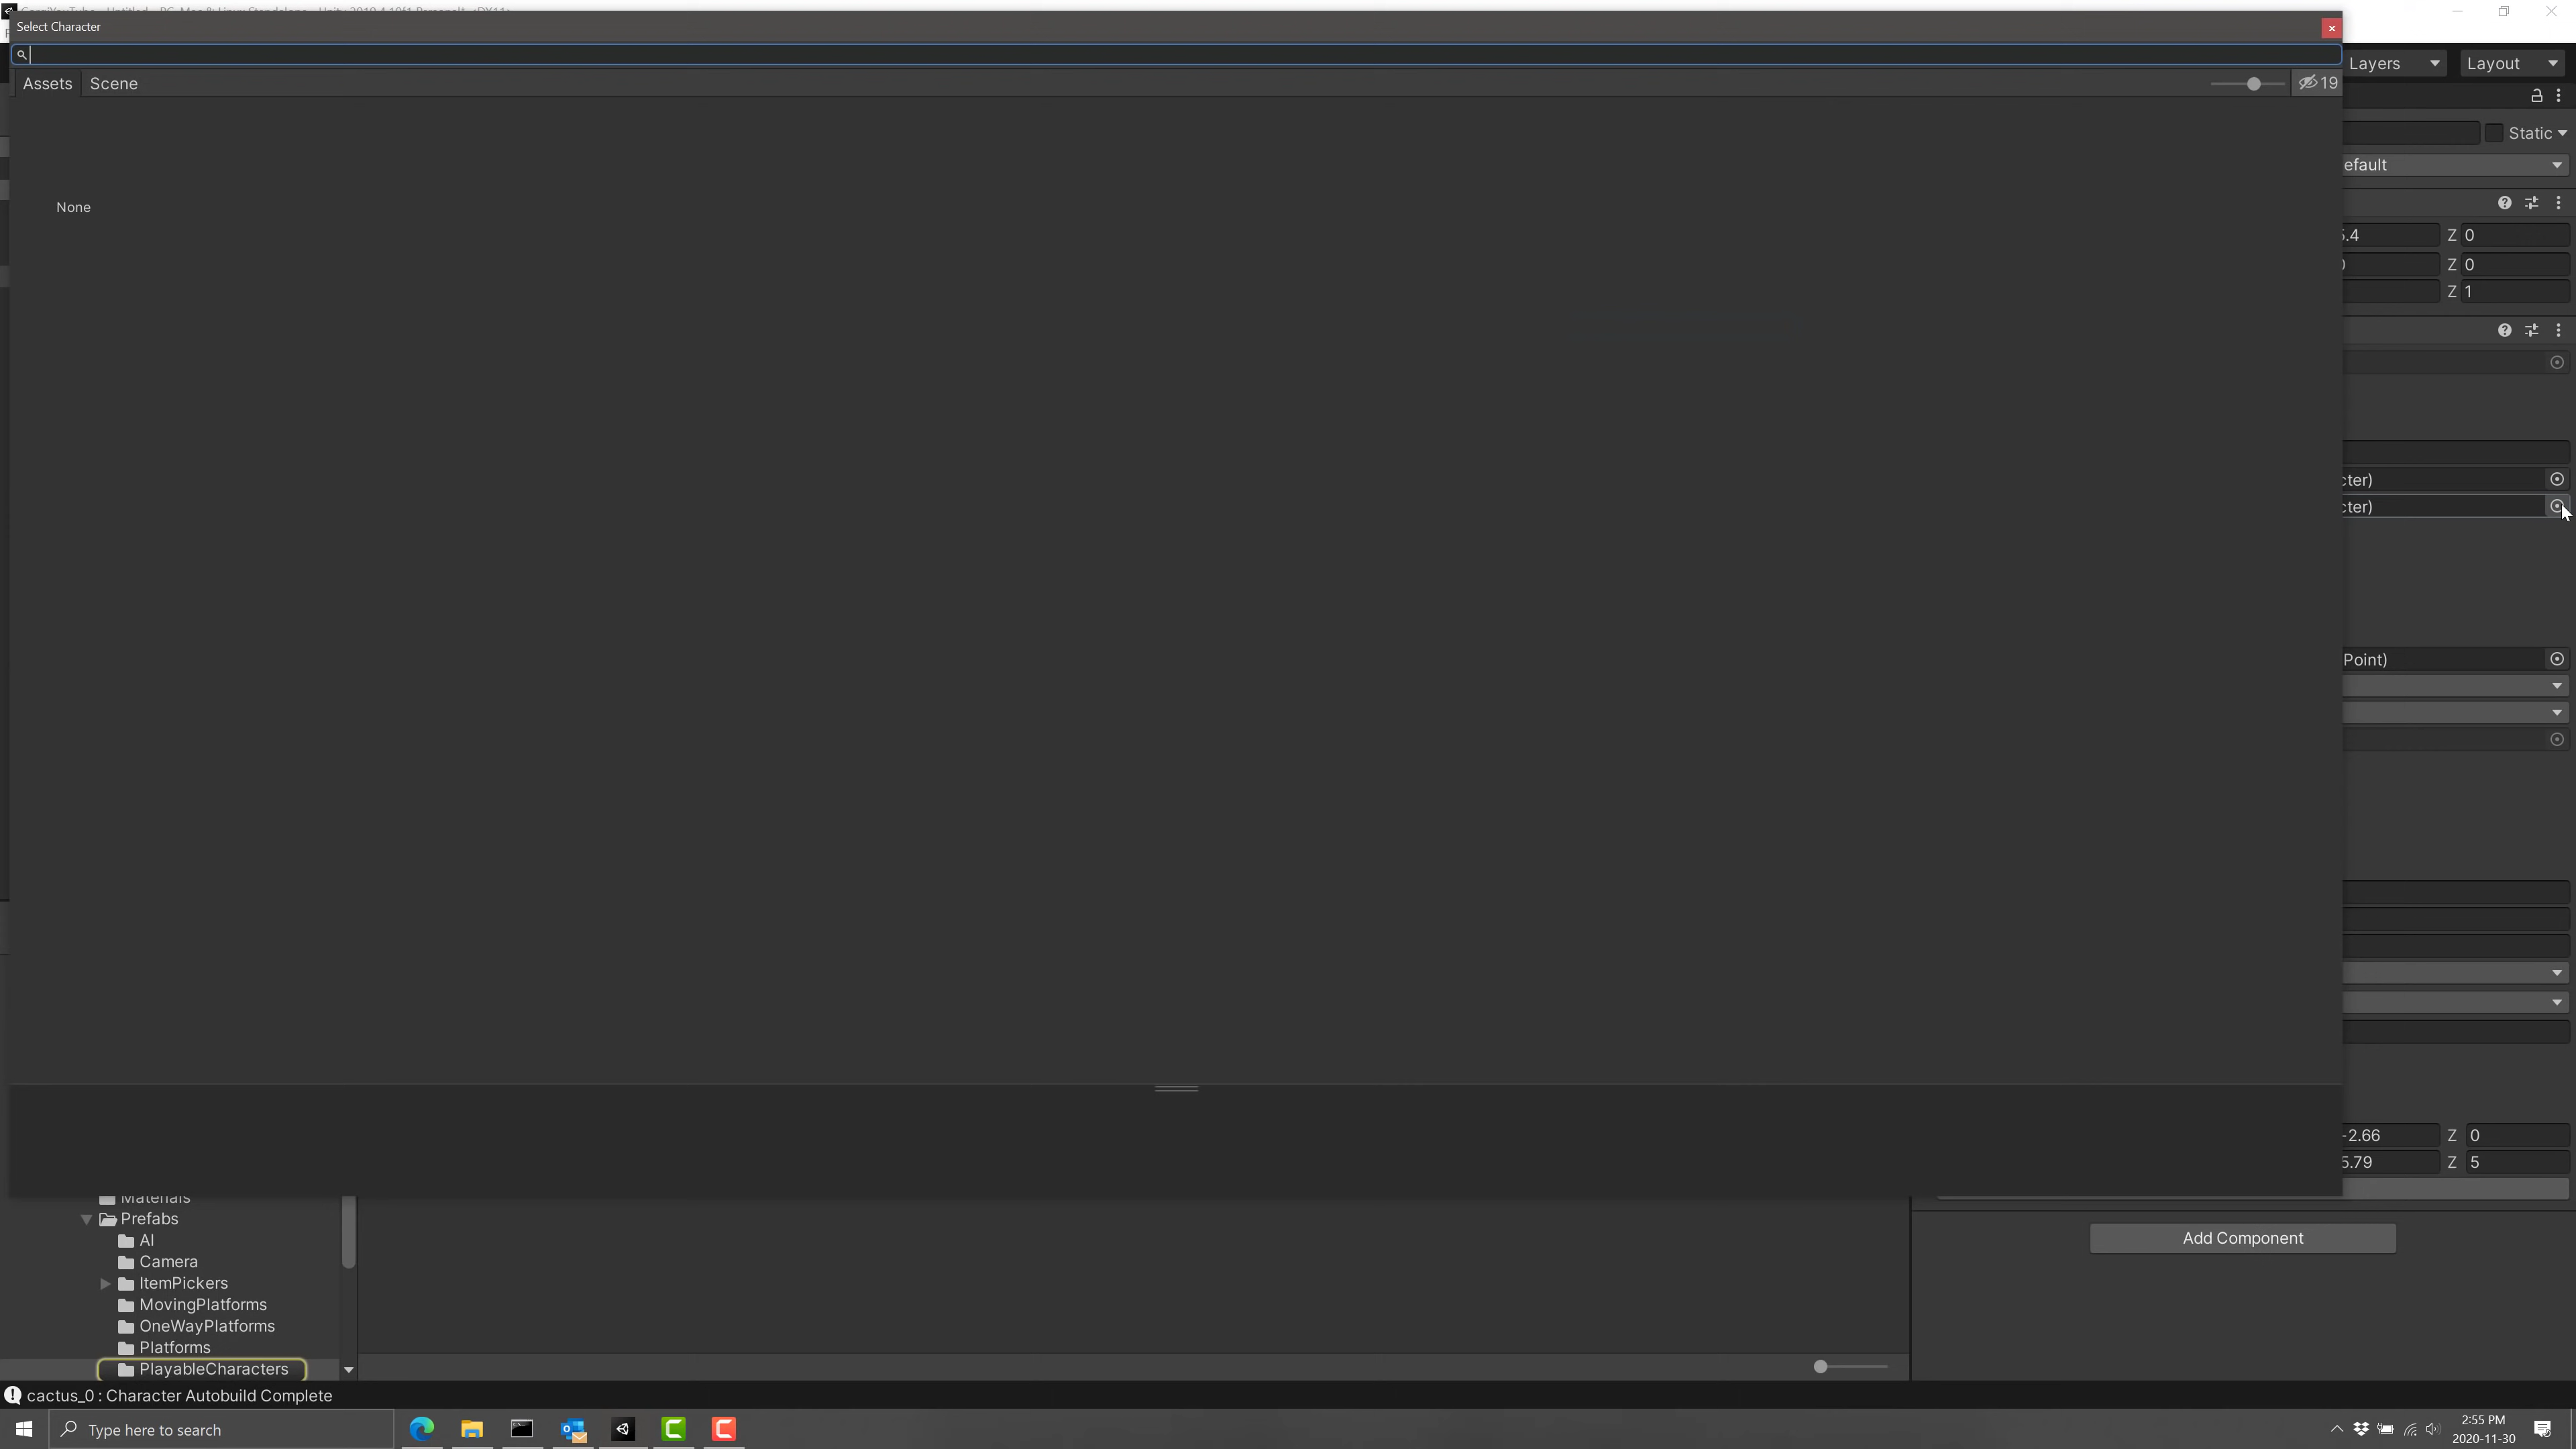 Select Character
Layers
Layout
Assets
Scene
19
Static
efault
None
5.4
Z 0
Z 0
Z 1
cter)
cter)
Point)
-2.66
Z 0
5.79
Z 5
Materials
Prefabs
AI
Camera
ItemPickers
MovingPlatforms
OneWayPlatforms
Platforms
PlayableCharacters
Add Component
cactus_0 : Character Autobuild Complete
Type here to search
2:55 PM
2020-11-30